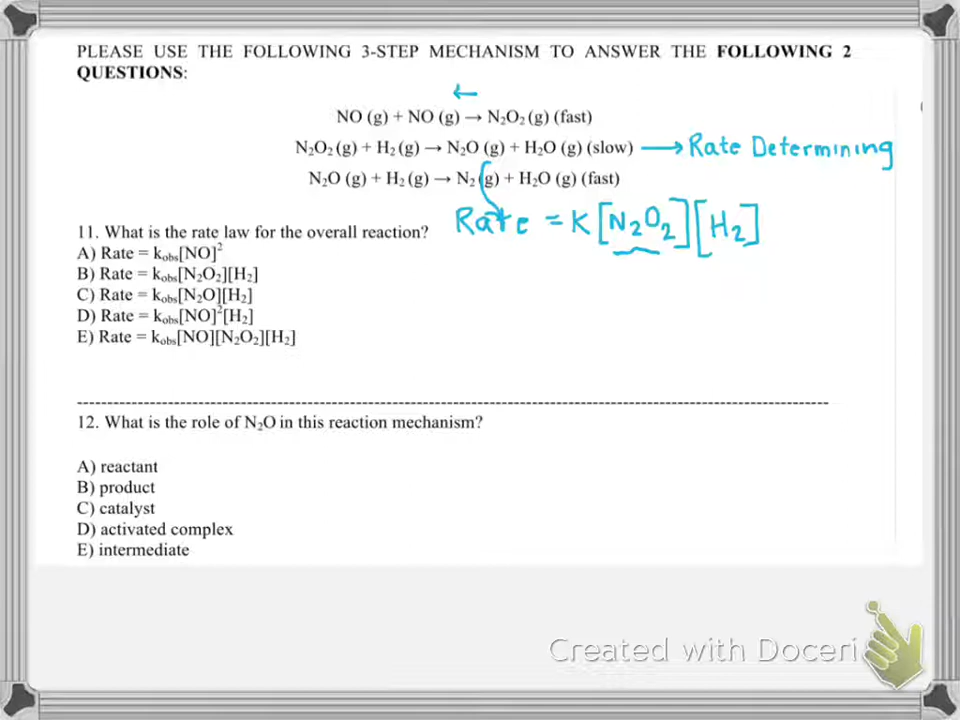 PLEASE USE THE FOLLOWING 3-STEP MECHANISM TO ANSWER THE FOLLOWING 2
QUESTIONS:
←
NO (g) + NO (g) → N₂O₂ (g) (fast)
N₂O₂ (g) + H₂ (g) → N₂O (g) + H₂O (g) (slow) → Rate Determining
N₂O (g) + H₂ (g) → N₂ (g) + H₂O (g) (fast)
Rate = K[N₂O₂][H₂]
11. What is the rate law for the overall reaction?
A) Rate = kobs[NO]²
B) Rate = kobs[N₂O₂][H₂]
C) Rate = kobs[N₂O][H₂]
D) Rate = kobs[NO]²[H₂]
E) Rate = kobs[NO][N₂O₂][H₂]
12. What is the role of N₂O in this reaction mechanism?
A) reactant
B) product
C) catalyst
D) activated complex
E) intermediate
Created with Doceri